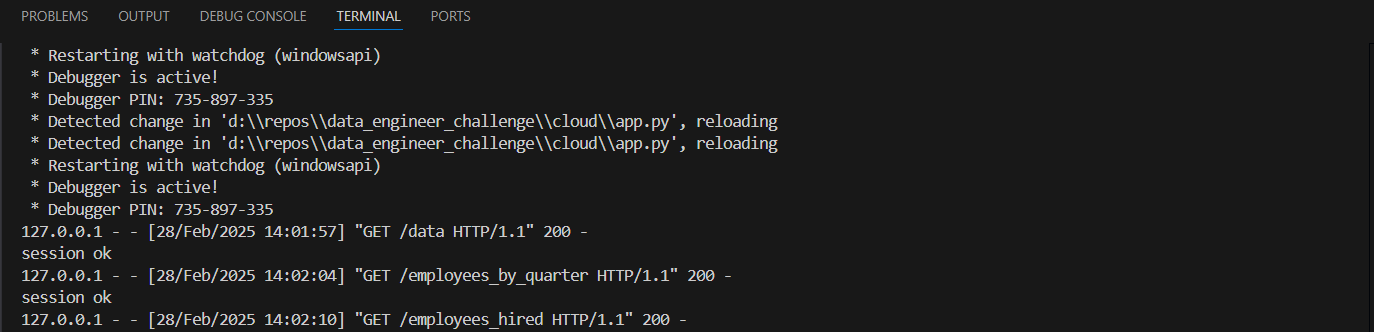 PROBLEMS OUTPUT DEBUG CONSOLE TERMINAL PORTS
* Restarting with watchdog (windowsapi)
* Debugger is active!
* Debugger PIN: 735-897-335
* Detected change in 'd:\\repos\\data_engineer_challenge\\cloud\\app.py', reloading
* Detected change in 'd:\\repos\\data_engineer_challenge\\cloud\\app.py', reloading
* Restarting with watchdog (windowsapi)
* Debugger is active!
* Debugger PIN: 735-897-335
127.0.0.1 - - [28/Feb/2025 14:01:57] "GET /data HTTP/1.1" 200 -
session ok
127.0.0.1 - - [28/Feb/2025 14:02:04] "GET /employees_by_quarter HTTP/1.1" 200 -
session ok
127.0.0.1 - - [28/Feb/2025 14:02:10] "GET /employees_hired HTTP/1.1" 200 -